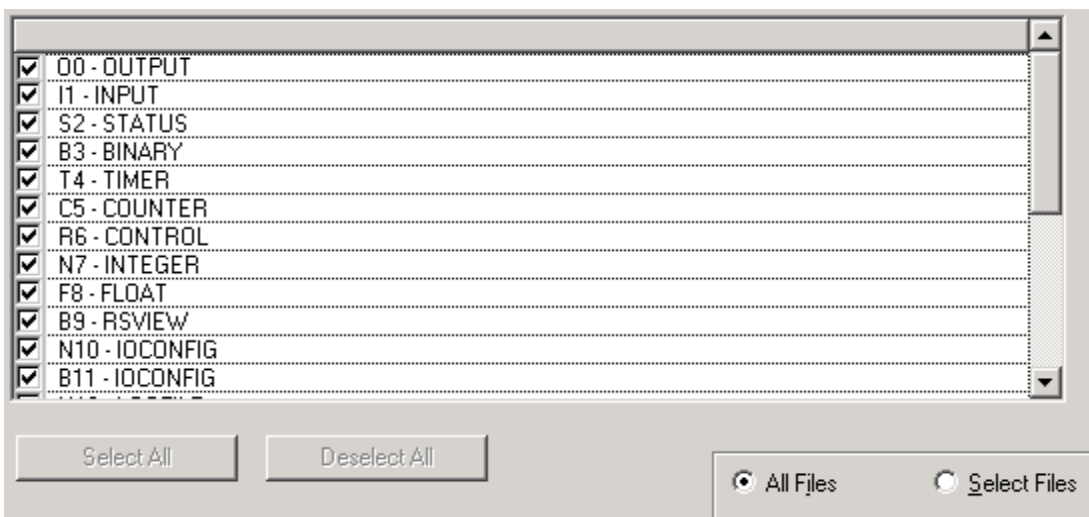 O0 - OUTPUT
I1 - INPUT
S2 - STATUS
B3 - BINARY
T4 - TIMER
C5 - COUNTER
R6 - CONTROL
N7 - INTEGER
F8 - FLOAT
B9 - RSVIEW
N10 - IOCONFIG
B11 - IOCONFIG
Select All
Deselect All
All Files
Select Files